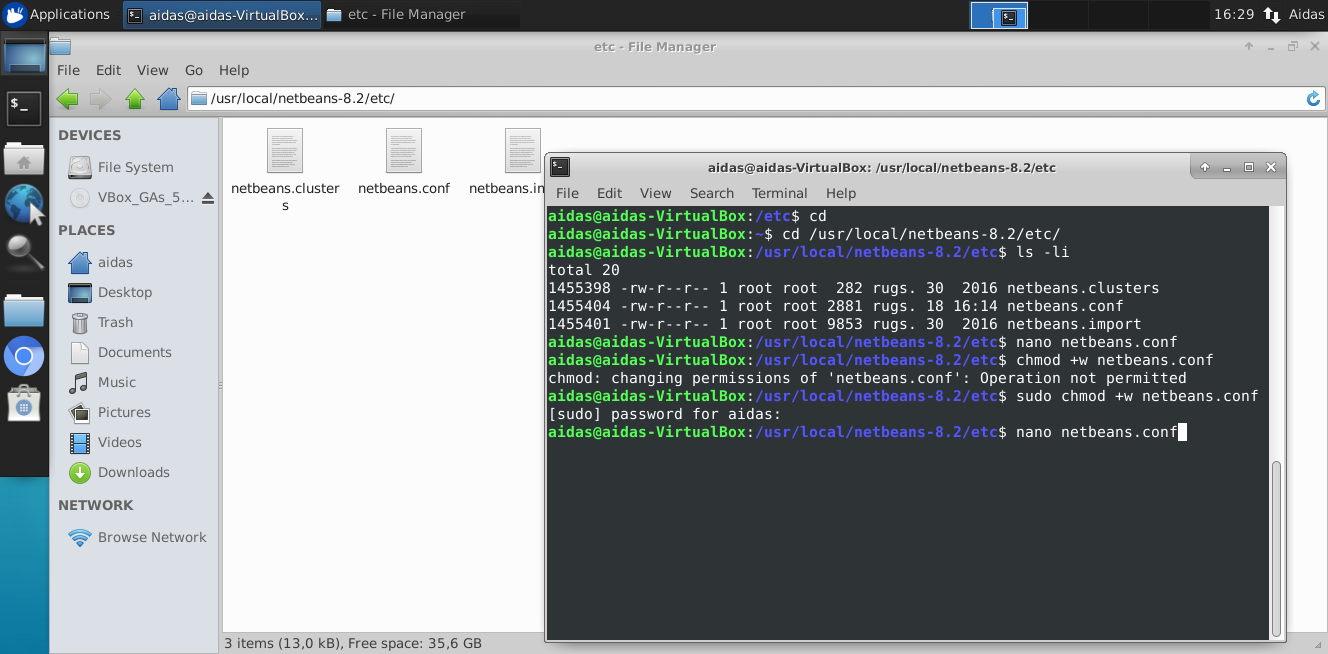 Applications
aidas@aidas-VirtualBox...
etc - File Manager
16:29
Aidas
etc - File Manager
File Edit View Go Help
/usr/local/netbeans-8.2/etc/
DEVICES
File System
VBox_GAs_5...
PLACES
aidas
Desktop
Trash
Documents
Music
Pictures
Videos
Downloads
NETWORK
Browse Network
netbeans.cluster
s
netbeans.conf
netbeans.im
3 items (13,0 kB), Free space: 35,6 GB
$_
aidas@aidas-VirtualBox: /usr/local/netbeans-8.2/etc
File Edit View Search Terminal Help
aidas@aidas-VirtualBox:/etc$ cd
aidas@aidas-VirtualBox:~$ cd /usr/local/netbeans-8.2/etc/
aidas@aidas-VirtualBox:/usr/local/netbeans-8.2/etc$ ls -li
total 20
1455398 -rw-r--r-- 1 root root  282 rugs. 30  2016 netbeans.clusters
1455404 -rw-r--r-- 1 root root 2881 rugs. 18 16:14 netbeans.conf
1455401 -rw-r--r-- 1 root root 9853 rugs. 30  2016 netbeans.import
aidas@aidas-VirtualBox:/usr/local/netbeans-8.2/etc$ nano netbeans.conf
aidas@aidas-VirtualBox:/usr/local/netbeans-8.2/etc$ chmod +w netbeans.conf
chmod: changing permissions of 'netbeans.conf': Operation not permitted
aidas@aidas-VirtualBox:/usr/local/netbeans-8.2/etc$ sudo chmod +w netbeans.conf
[sudo] password for aidas:
aidas@aidas-VirtualBox:/usr/local/netbeans-8.2/etc$ nano netbeans.conf